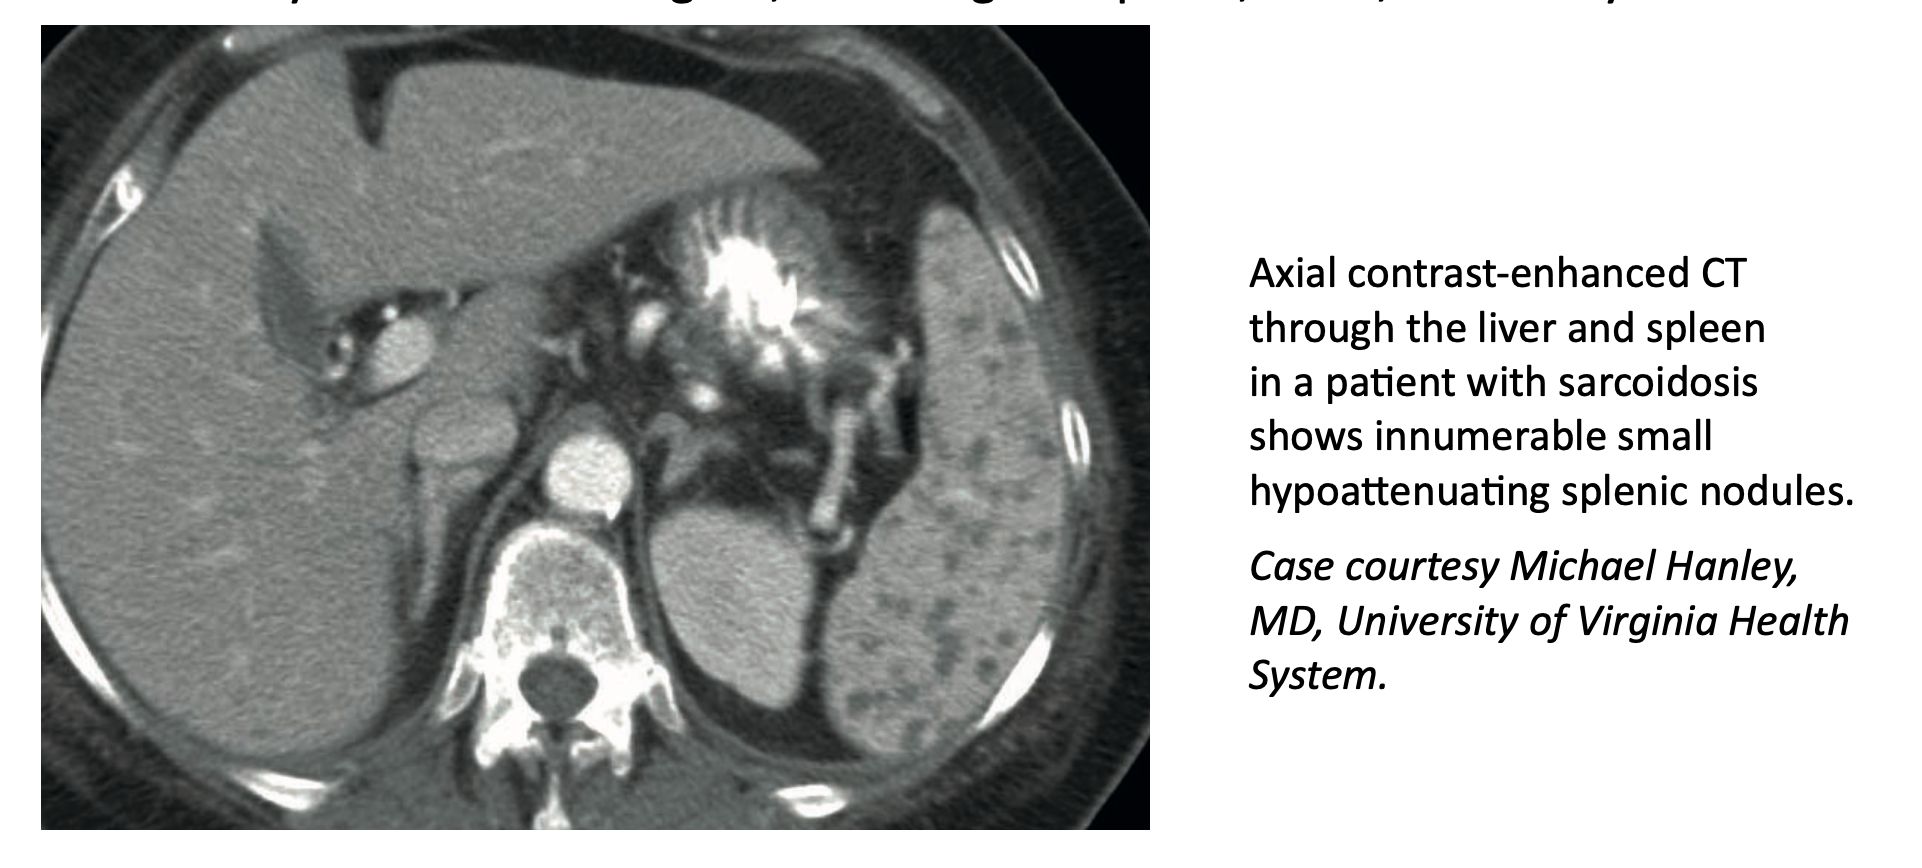 Axial contrast-enhanced CT
through the liver and spleen
in a patient with sarcoidosis
shows innumerable small
hypoattenuating splenic nodules.
Case courtesy Michael Hanley,
MD, University of Virginia Health
System.